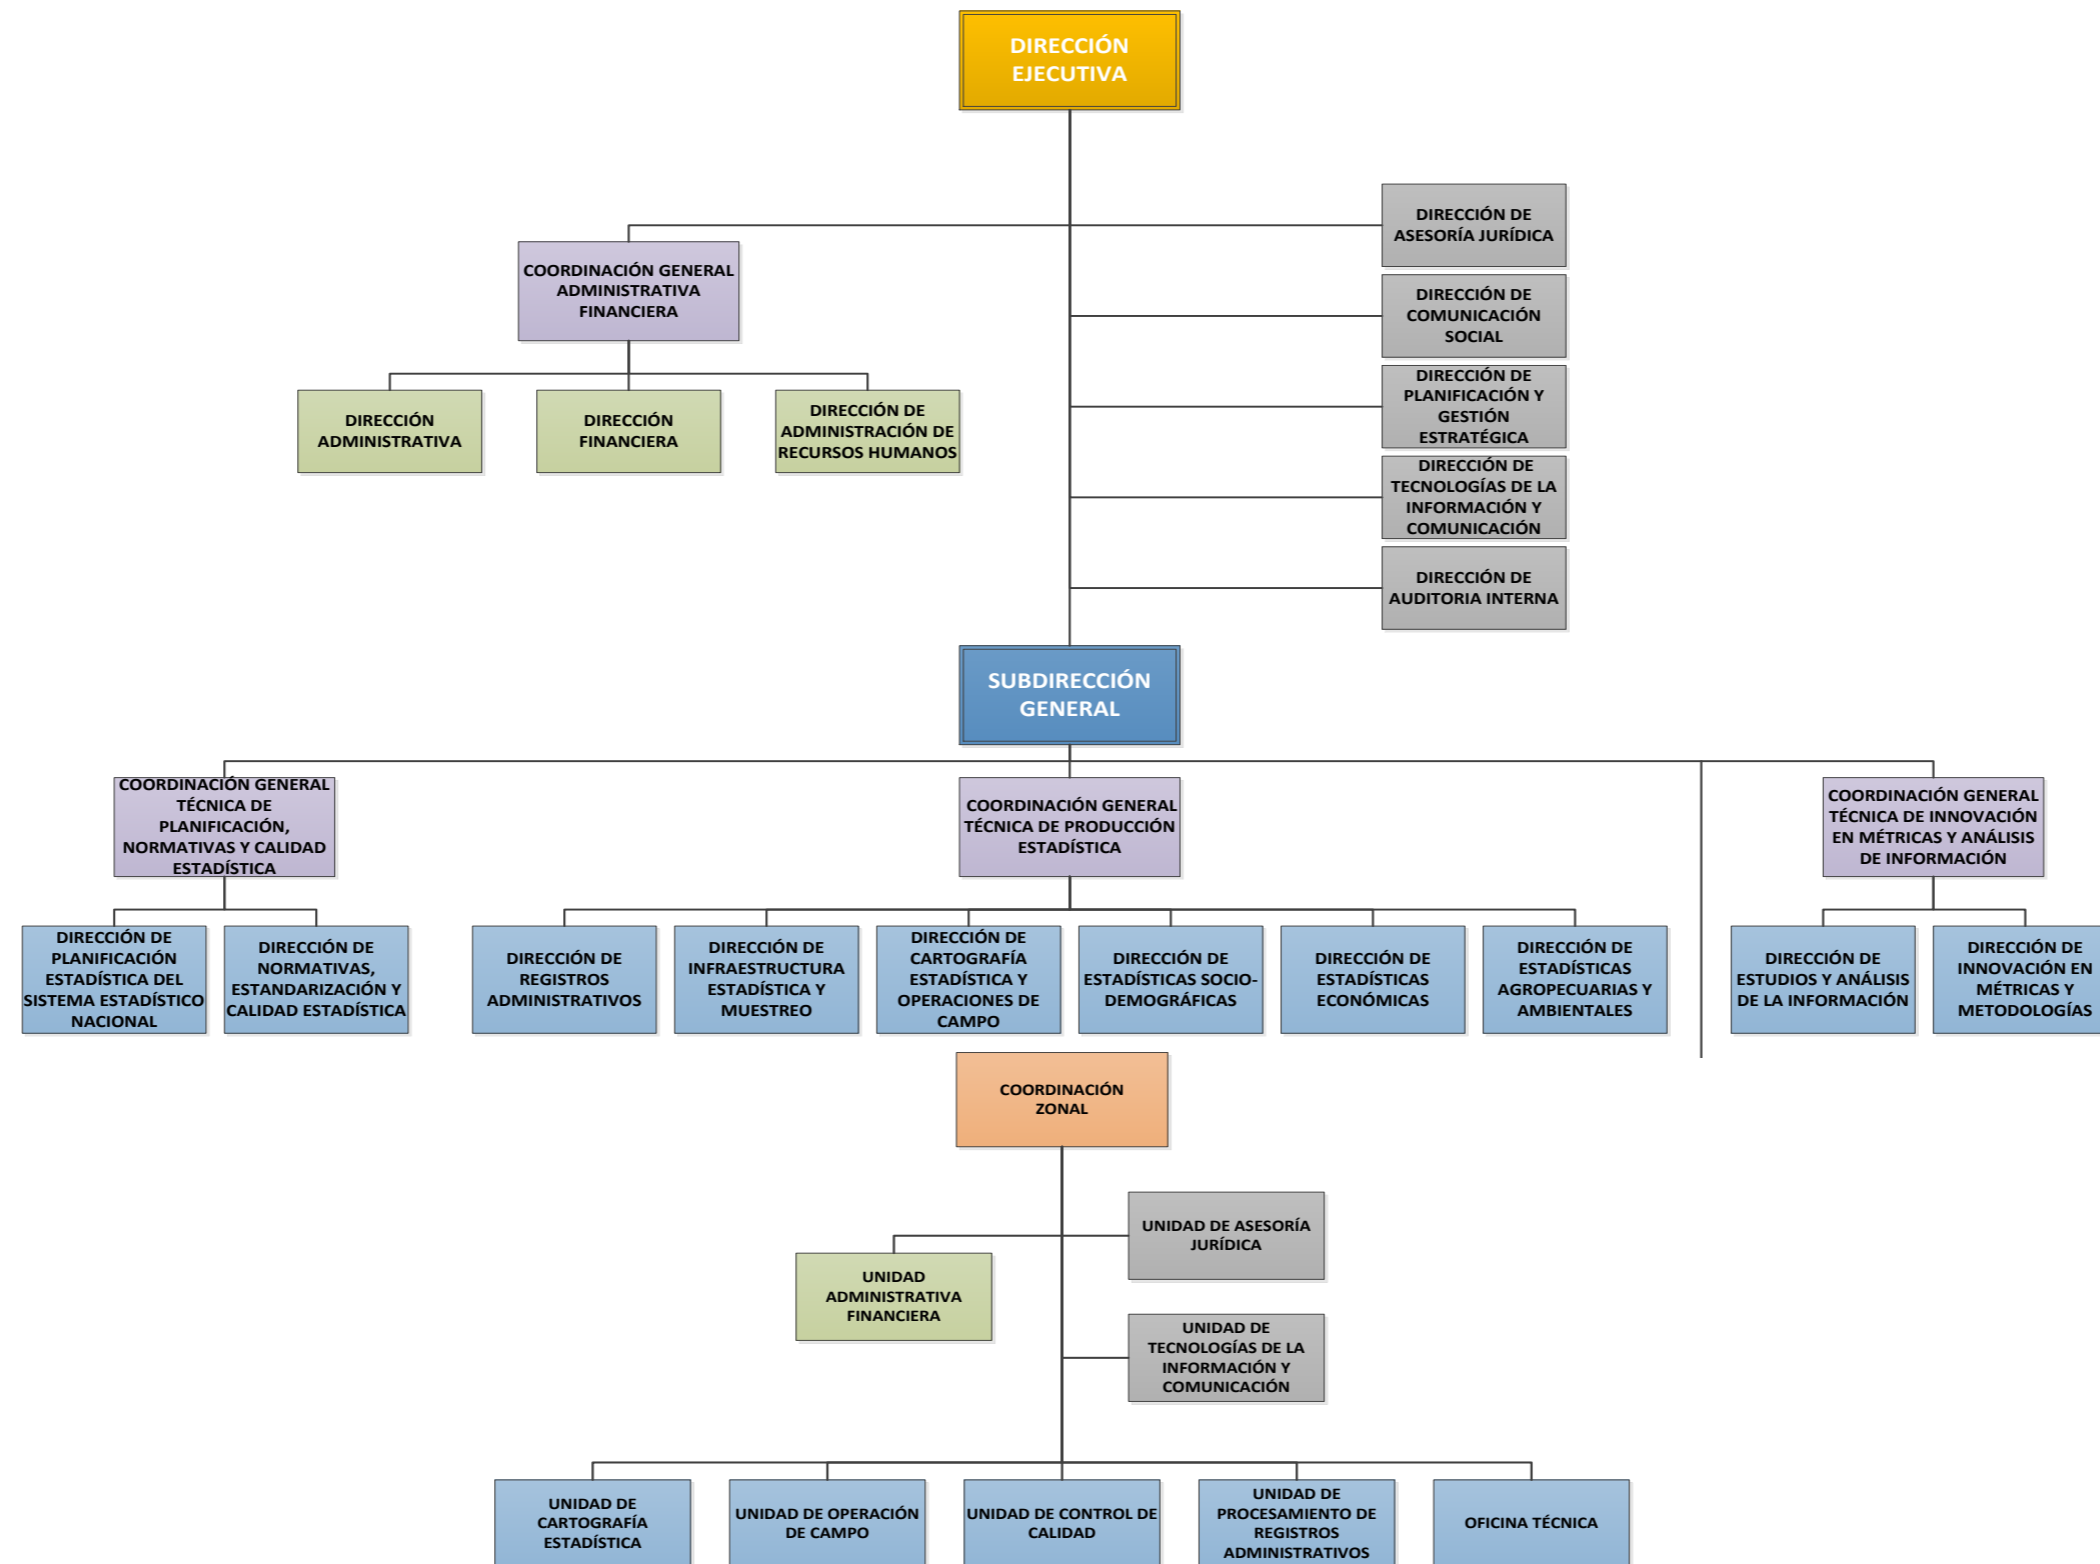 DIRECCIÓN
EJECUTIVA
DIRECCIÓN DE
ASESORÍA JURÍDICA
COORDINACIÓN GENERAL
ADMINISTRATIVA
FINANCIERA
DIRECCIÓN DE
COMUNICACIÓN
SOCIAL
DIRECCIÓN DE
PLANIFICACIÓN Y
GESTIÓN
ESTRATÉGICA
DIRECCIÓN
ADMINISTRATIVA
DIRECCIÓN
FINANCIERA
DIRECCIÓN DE
ADMINISTRACIÓN DE
RECURSOS HUMANOS
DIRECCIÓN DE
TECNOLOGÍAS DE LA
INFORMACIÓN Y
COMUNICACIÓN
DIRECCIÓN DE
AUDITORIA INTERNA
SUBDIRECCIÓN
GENERAL
COORDINACIÓN GENERAL
TÉCNICA DE
PLANIFICACIÓN,
NORMATIVAS Y CALIDAD
ESTADÍSTICA
COORDINACIÓN GENERAL
TÉCNICA DE PRODUCCIÓN
ESTADÍSTICA
COORDINACIÓN GENERAL
TÉCNICA DE INNOVACIÓN
EN MÉTRICAS Y ANÁLISIS
DE INFORMACIÓN
DIRECCIÓN DE
PLANIFICACIÓN
ESTADÍSTICA DEL
SISTEMA ESTADÍSTICO
NACIONAL
DIRECCIÓN DE
NORMATIVAS,
ESTANDARIZACIÓN Y
CALIDAD ESTADÍSTICA
DIRECCIÓN DE
REGISTROS
ADMINISTRATIVOS
DIRECCIÓN DE
INFRAESTRUCTURA
ESTADÍSTICA Y
MUESTREO
DIRECCIÓN DE
CARTOGRAFÍA
ESTADÍSTICA Y
OPERACIONES DE
CAMPO
DIRECCIÓN DE
ESTADÍSTICAS SOCIO-
DEMOGRÁFICAS
DIRECCIÓN DE
ESTADÍSTICAS
ECONÓMICAS
DIRECCIÓN DE
ESTADÍSTICAS
AGROPECUARIAS Y
AMBIENTALES
DIRECCIÓN DE
ESTUDIOS Y ANÁLISIS
DE LA INFORMACIÓN
DIRECCIÓN DE
INNOVACIÓN EN
MÉTRICAS Y
METODOLOGÍAS
COORDINACIÓN
ZONAL
UNIDAD DE ASESORÍA
JURÍDICA
UNIDAD
ADMINISTRATIVA
FINANCIERA
UNIDAD DE
TECNOLOGÍAS DE LA
INFORMACIÓN Y
COMUNICACIÓN
UNIDAD DE
CARTOGRAFÍA
ESTADÍSTICA
UNIDAD DE OPERACIÓN
DE CAMPO
UNIDAD DE CONTROL DE
CALIDAD
UNIDAD DE
PROCESAMIENTO DE
REGISTROS
ADMINISTRATIVOS
OFICINA TÉCNICA